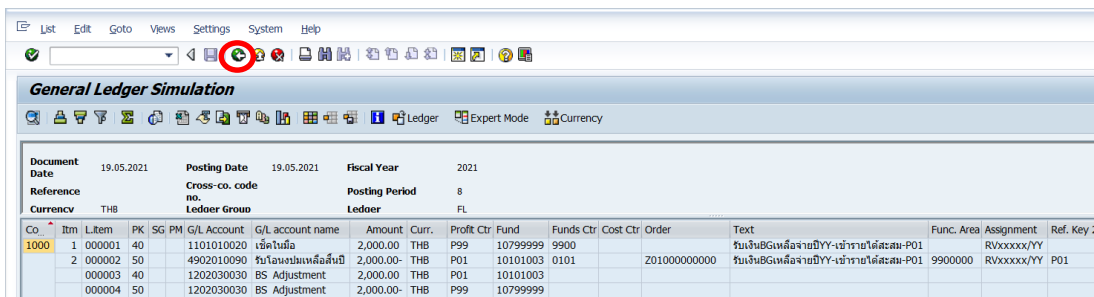 List Edit Goto Views Settings System Help
General Ledger Simulation
Ledger Expert Mode Currency
Document Date 19.05.2021 Posting Date 19.05.2021 Fiscal Year 2021
Reference Cross-co. code no. Posting Period 8
Currency THB Ledger Group Ledger FL
Co... Itm L.item PK SG PM G/L Account G/L account name Amount Curr. Profit Ctr Fund Funds Ctr Cost Ctr Order Text Func. Area Assignment Ref. Key 2
1000 1 000001 40 1101010020 เช็คในมือ 2,000.00 THB P99 10799999 9900 รับเงินBGเหลือจ่ายปีYY-เข้ารายได้สะสม-P01 RVxxxxx/YY
2 000002 50 4902010090 รับโอนงปมเหลือสิ้นปี 2,000.00- THB P01 10101003 0101 Z01000000000 รับเงินBGเหลือจ่ายปีYY-เข้ารายได้สะสม-P01 9900000 RVxxxxx/YY P01
000003 40 1202030030 BS Adjustment 2,000.00 THB P01 10101003
000004 50 1202030030 BS Adjustment 2,000.00- THB P99 10799999